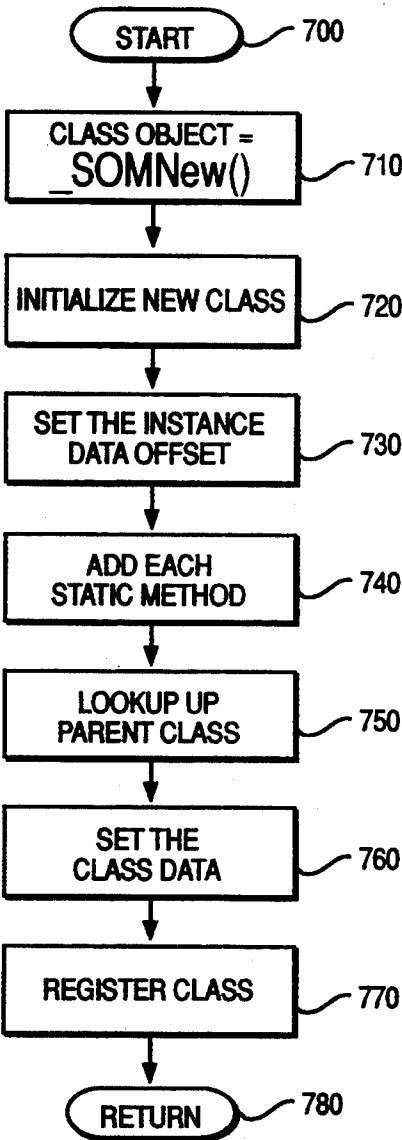 START
700
CLASS OBJECT =
_SOMNew()
710
INITIALIZE NEW CLASS
720
SET THE INSTANCE
DATA OFFSET
730
ADD EACH
STATIC METHOD
740
LOOKUP UP
PARENT CLASS
750
SET THE
CLASS DATA
760
REGISTER CLASS
770
RETURN
780